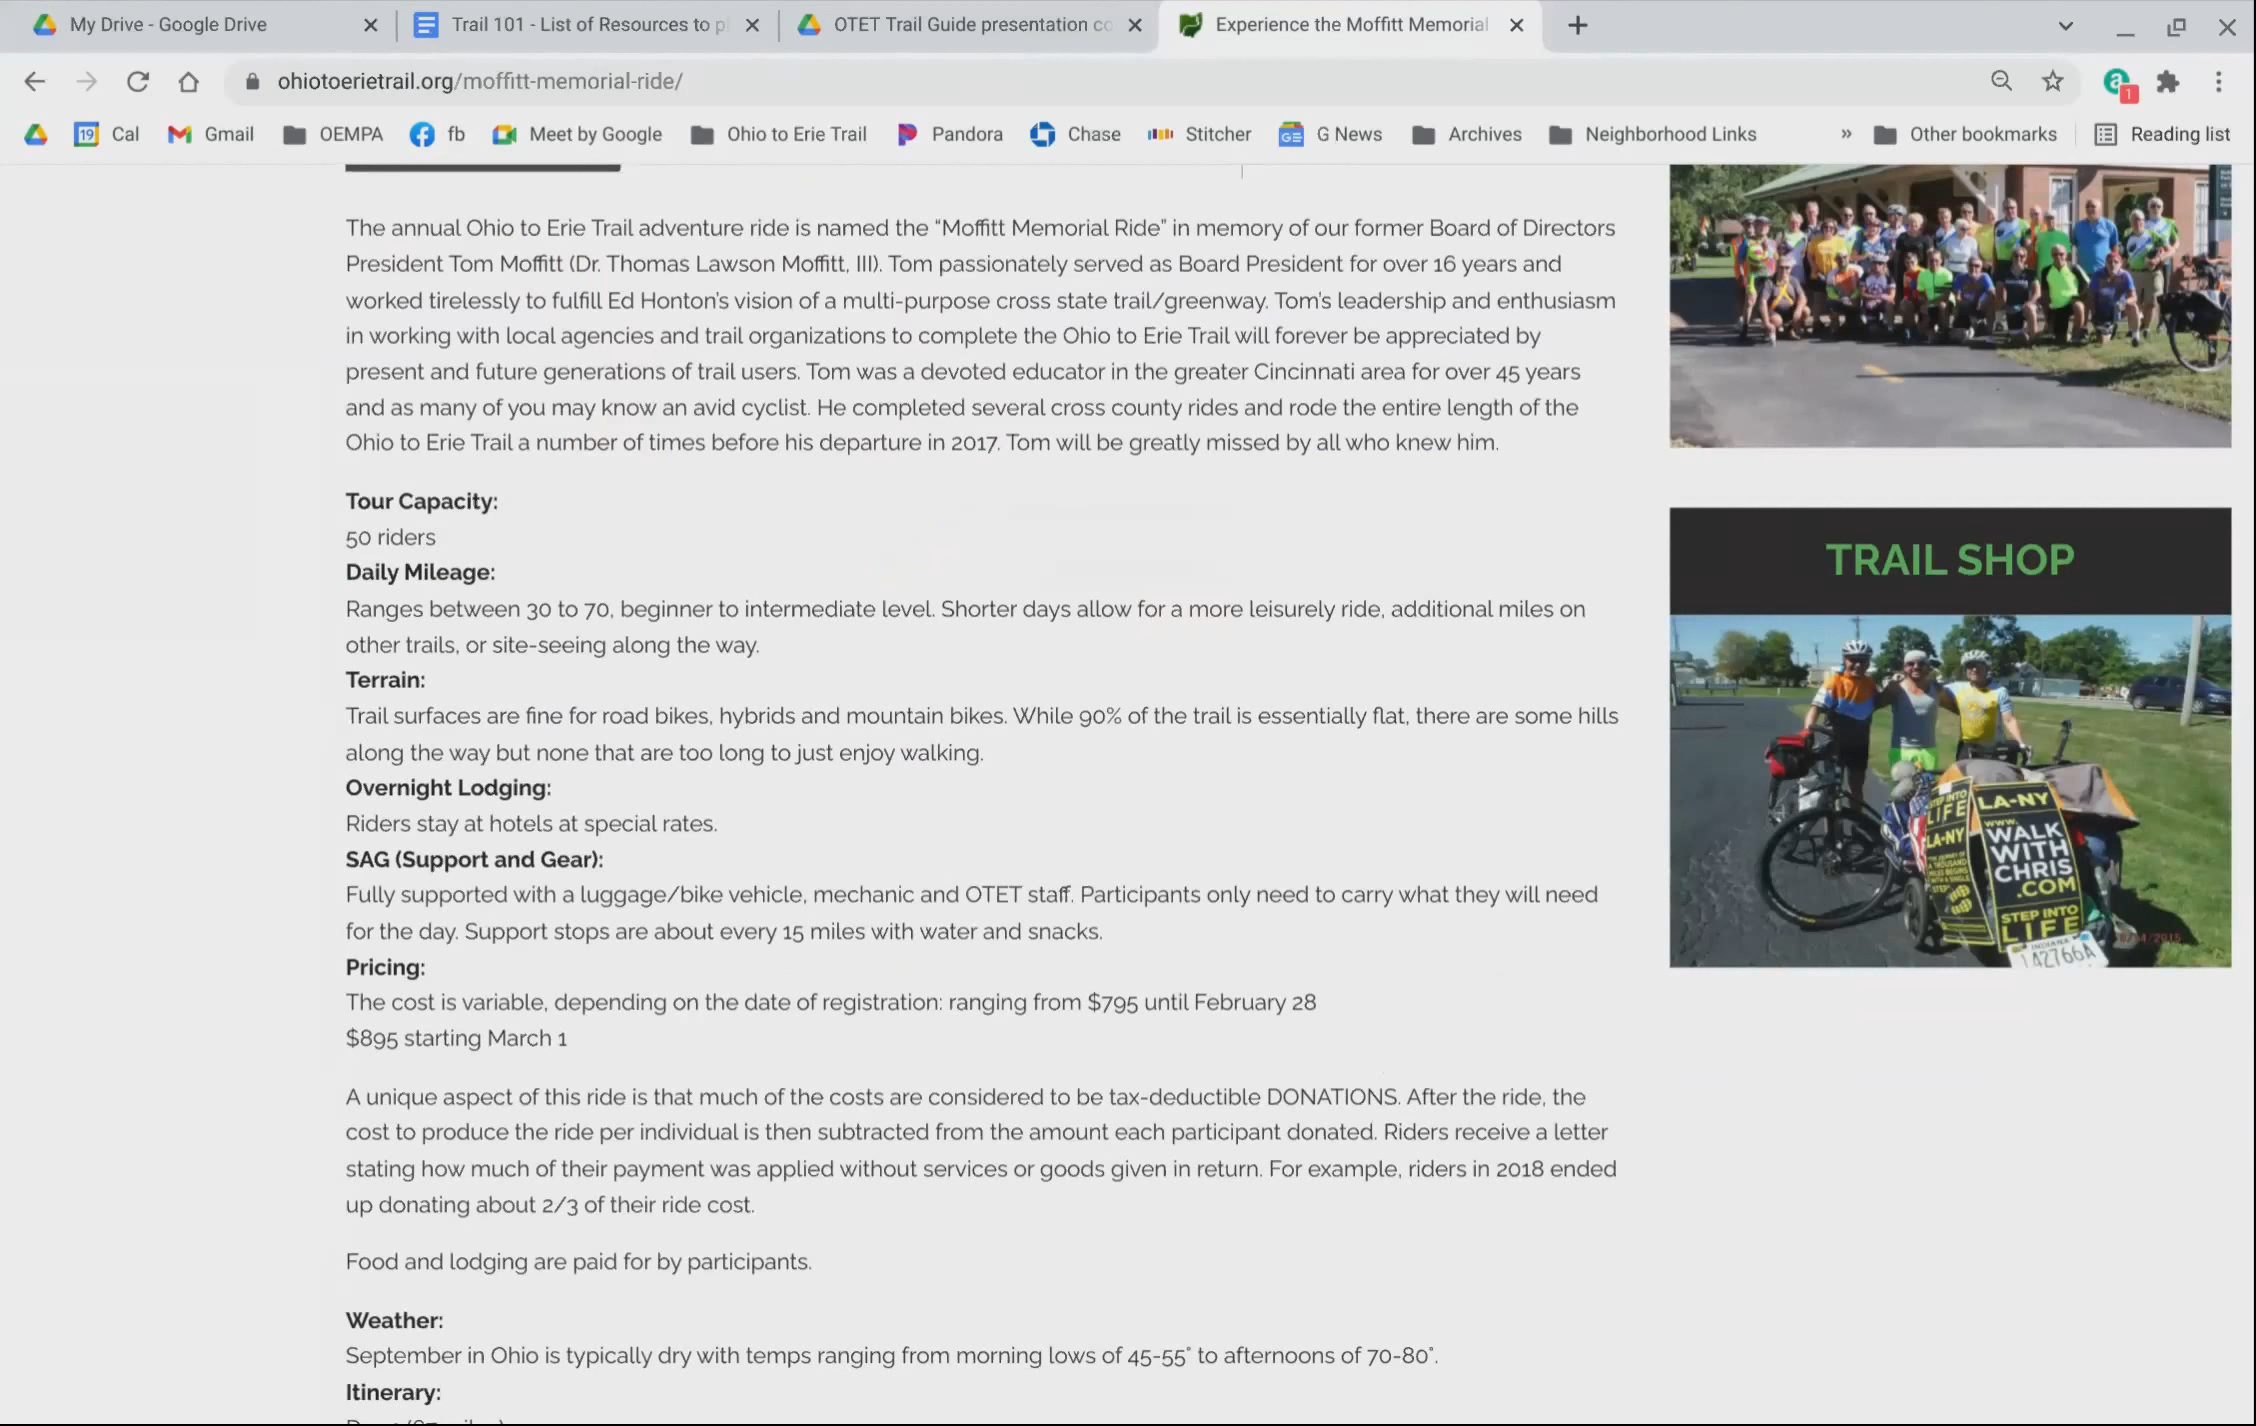 My Drive - Google Drive
Trail 101 - List of Resources to pl
OTET Trail Guide presentation co
Experience the Moffitt Memorial
ohiotoerietrail.org/moffitt-memorial-ride/
1
19 Cal
Gmail
OEMPA
fb
Meet by Google
Ohio to Erie Trail
Pandora
Chase
Stitcher
GE G News
Archives
Neighborhood Links
»
Other bookmarks
Reading list
The annual Ohio to Erie Trail adventure ride is named the “Moffitt Memorial Ride” in memory of our former Board of Directors
President Tom Moffitt (Dr. Thomas Lawson Moffitt, III). Tom passionately served as Board President for over 16 years and
worked tirelessly to fulfill Ed Honton’s vision of a multi-purpose cross state trail/greenway. Tom’s leadership and enthusiasm
in working with local agencies and trail organizations to complete the Ohio to Erie Trail will forever be appreciated by
present and future generations of trail users. Tom was a devoted educator in the greater Cincinnati area for over 45 years
and as many of you may know an avid cyclist. He completed several cross county rides and rode the entire length of the
Ohio to Erie Trail a number of times before his departure in 2017. Tom will be greatly missed by all who knew him.
Tour Capacity:
50 riders
Daily Mileage:
Ranges between 30 to 70, beginner to intermediate level. Shorter days allow for a more leisurely ride, additional miles on
other trails, or site-seeing along the way.
Terrain:
Trail surfaces are fine for road bikes, hybrids and mountain bikes. While 90% of the trail is essentially flat, there are some hills
along the way but none that are too long to just enjoy walking.
Overnight Lodging:
Riders stay at hotels at special rates.
SAG (Support and Gear):
Fully supported with a luggage/bike vehicle, mechanic and OTET staff. Participants only need to carry what they will need
for the day. Support stops are about every 15 miles with water and snacks.
Pricing:
The cost is variable, depending on the date of registration: ranging from $795 until February 28
$895 starting March 1
A unique aspect of this ride is that much of the costs are considered to be tax-deductible DONATIONS. After the ride, the
cost to produce the ride per individual is then subtracted from the amount each participant donated. Riders receive a letter
stating how much of their payment was applied without services or goods given in return. For example, riders in 2018 ended
up donating about 2/3 of their ride cost.
Food and lodging are paid for by participants.
Weather:
September in Ohio is typically dry with temps ranging from morning lows of 45-55° to afternoons of 70-80°.
Itinerary:
TRAIL SHOP
STEP INTO
LIFE
LA-NY
LA-NY
www.
WALK
WITH
CHRIS
.COM
STEP INTO
LIFE
INDIANA
142766A